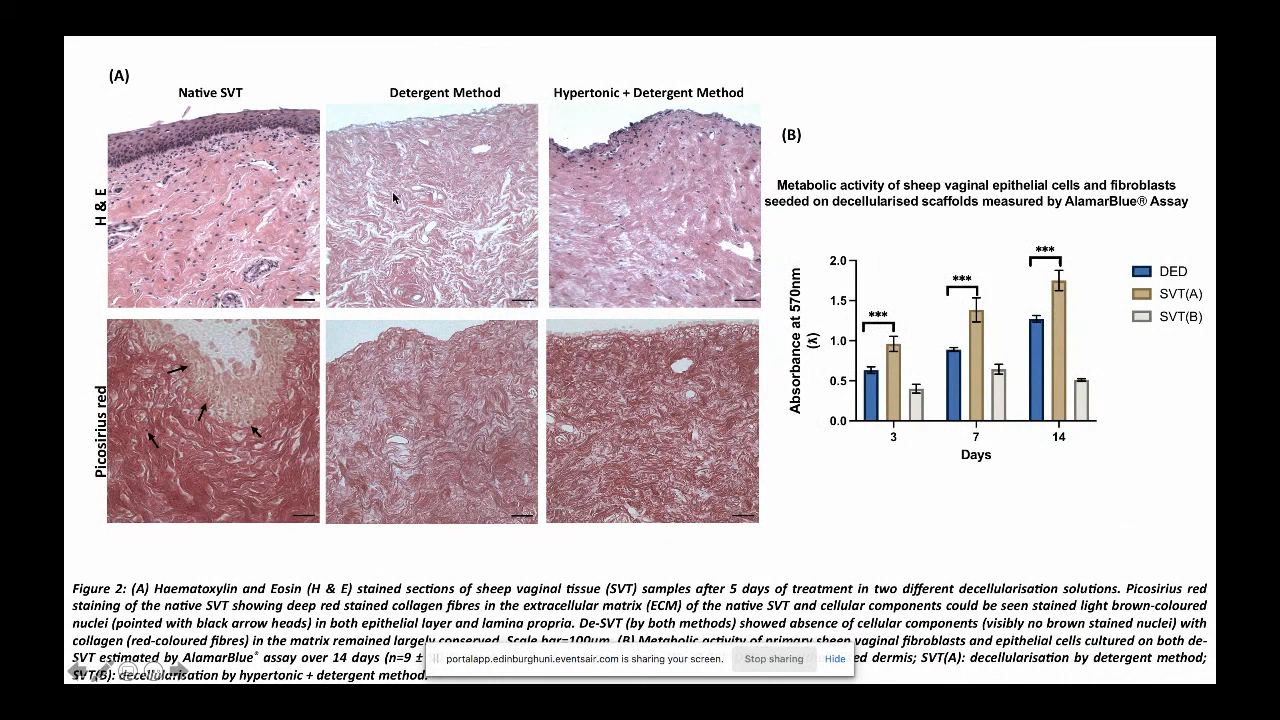 (A)
Native SVT
Detergent Method
Hypertonic + Detergent Method
H & E
Picosirius red
(B)
Metabolic activity of sheep vaginal epithelial cells and fibroblasts
seeded on decellularised scaffolds measured by AlamarBlue® Assay
Absorbance at 570nm
(ƛ)
2.0
1.5
1.0
0.5
0.0
***
***
***
3
7
14
Days
DED
SVT(A)
SVT(B)
Figure 2: (A) Haematoxylin and Eosin (H & E) stained sections of sheep vaginal tissue (SVT) samples after 5 days of treatment in two different decellularisation solutions. Picosirius red
staining of the native SVT showing deep red stained collagen fibres in the extracellular matrix (ECM) of the native SVT and cellular components could be seen stained light brown-coloured
nuclei (pointed with black arrow heads) in both epithelial layer and lamina propria. De-SVT (by both methods) showed absence of cellular components (visibly no brown stained nuclei) with
collagen (red-coloured fibres) in the matrix remained largely conserved. Scale bar=100µm. (B) Metabolic activity of primary sheep vaginal fibroblasts and epithelial cells cultured on both de-
SVT estimated by AlamarBlue® assay over 14 days (n=9 ± ed dermis; SVT(A): decellularisation by detergent method;
SVT(B): decellularisation by hypertonic + detergent method.
portalapp.edinburghuni.eventsair.com is sharing your screen.
Stop sharing
Hide